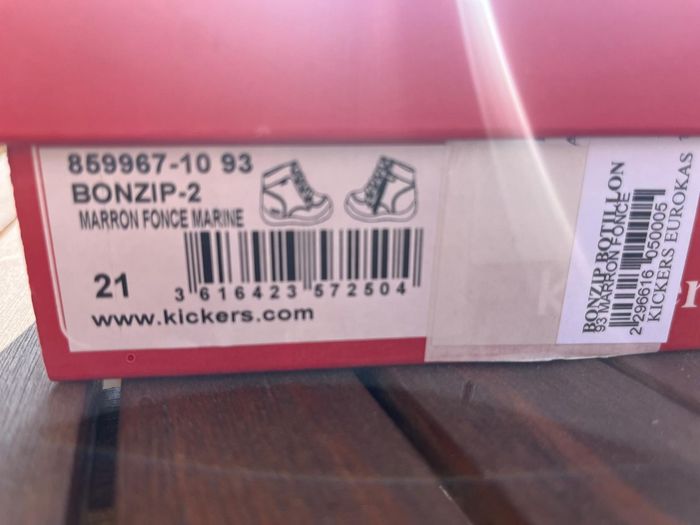 859967-10 93
BONZIP-2
MARRON FONCE MARINE
21
3 616423 572504
www.kickers.com
BONZIP BOTILLON
93 MARRON FONCE
2 296616 050005
KICKERS EUROKAS